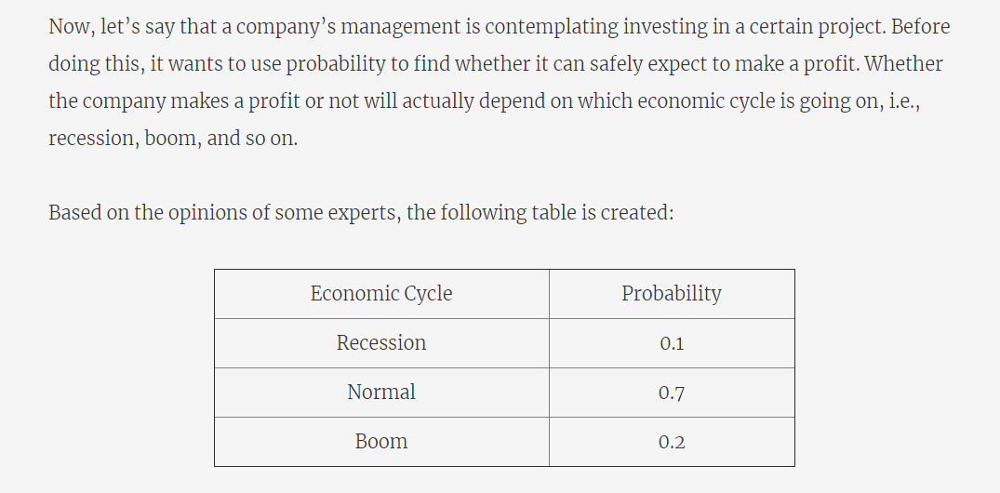 Now, let’s say that a company’s management is contemplating investing in a certain project. Before
doing this, it wants to use probability to find whether it can safely expect to make a profit. Whether
the company makes a profit or not will actually depend on which economic cycle is going on, i.e.,
recession, boom, and so on.
Based on the opinions of some experts, the following table is created:
Economic Cycle Probability
Recession 0.1
Normal 0.7
Boom 0.2